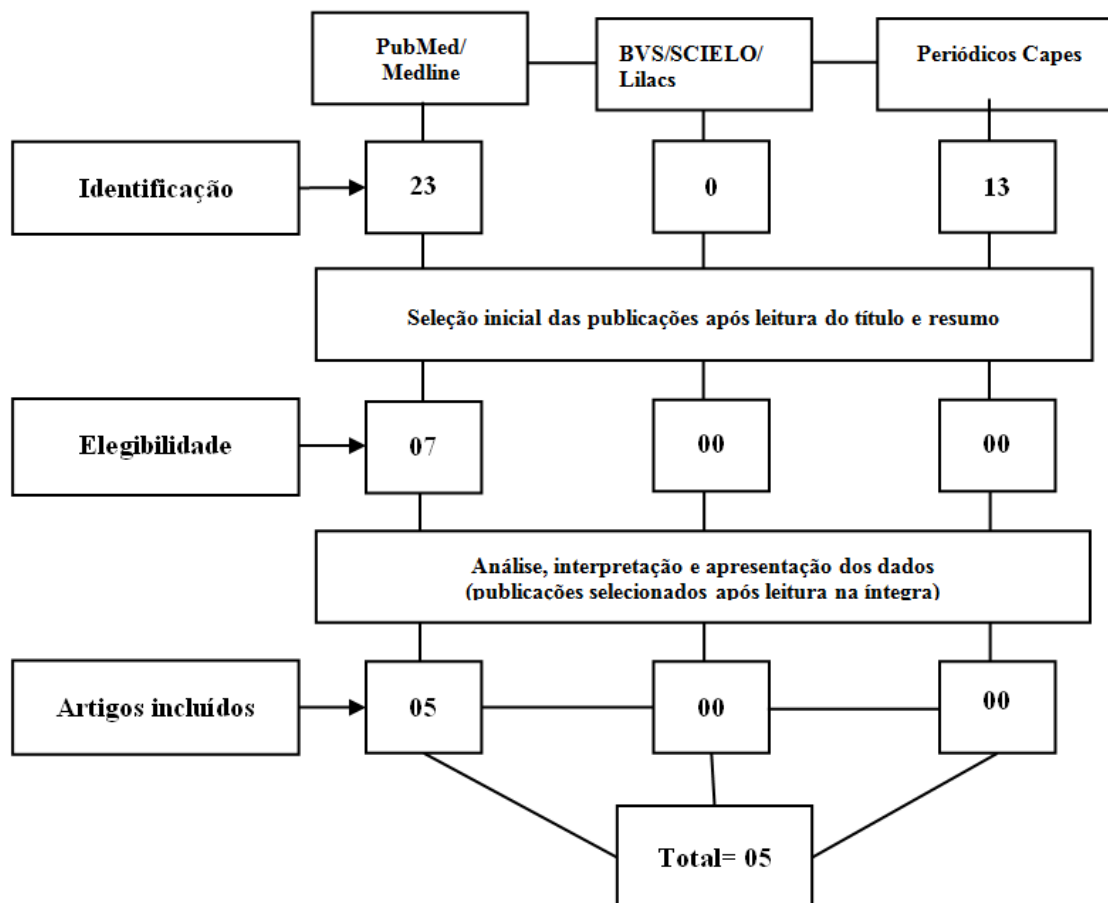 PubMed/
Medline
BVS/SCIELO/
Lilacs
Periódicos Capes
Identificação
23
0
13
Seleção inicial das publicações após leitura do título e resumo
Elegibilidade
07
00
00
Análise, interpretação e apresentação dos dados
(publicações selecionados após leitura na íntegra)
Artigos incluídos
05
00
00
Total= 05